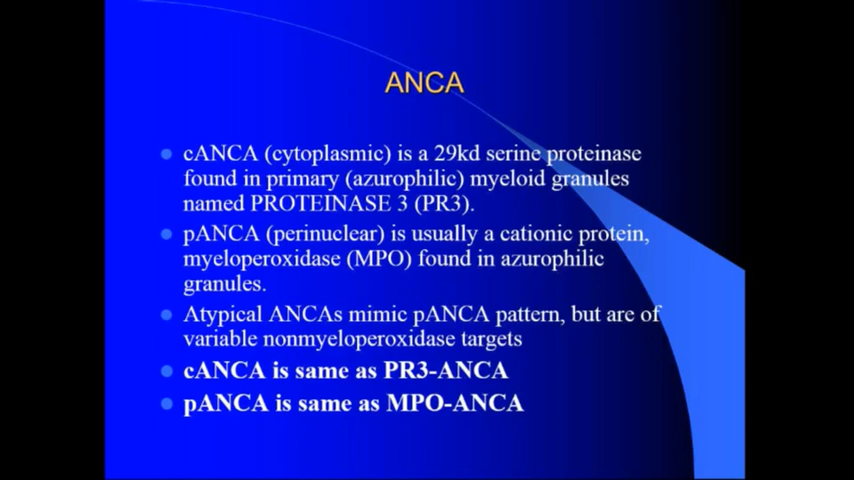 ANCA
cANCA (cytoplasmic) is a 29kd serine proteinase
found in primary (azurophilic) myeloid granules
named PROTEINASE 3 (PR3).
pANCA (perinuclear) is usually a cationic protein,
myeloperoxidase (MPO) found in azurophilic
granules.
Atypical ANCAs mimic pANCA pattern, but are of
variable nonmyeloperoxidase targets
cANCA is same as PR3-ANCA
pANCA is same as MPO-ANCA